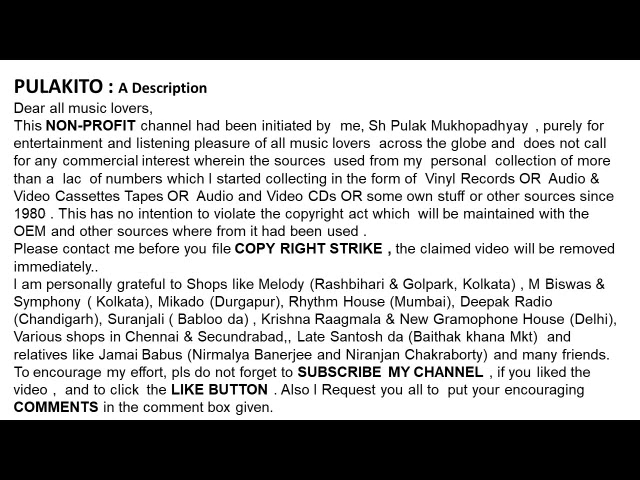 PULAKITO : A Description
Dear all music lovers,
This NON-PROFIT channel had been initiated by me, Sh Pulak Mukhopadhyay , purely for
entertainment and listening pleasure of all music lovers across the globe and does not call
for any commercial interest wherein the sources used from my personal collection of more
than a lac of numbers which I started collecting in the form of Vinyl Records OR Audio &
Video Cassettes Tapes OR Audio and Video CDs OR some own stuff or other sources since
1980 . This has no intention to violate the copyright act which will be maintained with the
OEM and other sources where from it had been used .
Please contact me before you file COPY RIGHT STRIKE , the claimed video will be removed
immediately..
I am personally grateful to Shops like Melody (Rashbihari & Golpark, Kolkata) , M Biswas &
Symphony ( Kolkata), Mikado (Durgapur), Rhythm House (Mumbai), Deepak Radio
(Chandigarh), Suranjali ( Babloo da) , Krishna Raagmala & New Gramophone House (Delhi),
Various shops in Chennai & Secundrabad,, Late Santosh da (Baithak khana Mkt) and
relatives like Jamai Babus (Nirmalya Banerjee and Niranjan Chakraborty) and many friends.
To encourage my effort, pls do not forget to SUBSCRIBE MY CHANNEL , if you liked the
video , and to click the LIKE BUTTON . Also I Request you all to put your encouraging
COMMENTS in the comment box given.